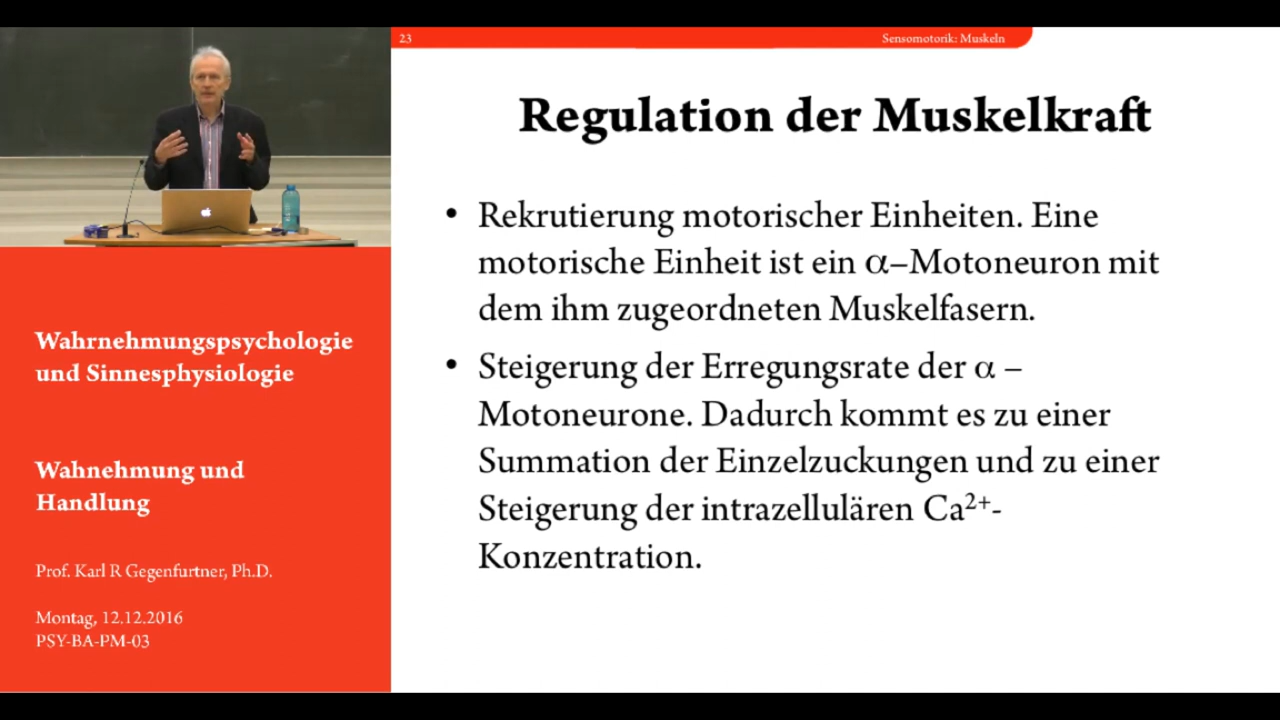 23
Sensomotorik: Muskeln
Regulation der Muskelkraft
• Rekrutierung motorischer Einheiten. Eine
motorische Einheit ist ein α–Motoneuron mit
dem ihm zugeordneten Muskelfasern.
• Steigerung der Erregungsrate der α –
Motoneurone. Dadurch kommt es zu einer
Summation der Einzelzuckungen und zu einer
Steigerung der intrazellulären Ca²⁺-
Konzentration.
Wahrnehmungspsychologie
und Sinnesphysiologie
Wahnehmung und
Handlung
Prof. Karl R Gegenfurtner, Ph.D.
Montag, 12.12.2016
PSY-BA-PM-03